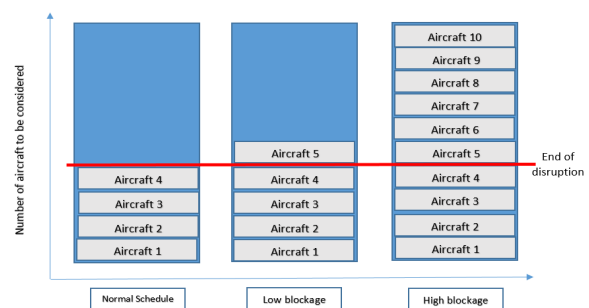 Number of aircraft to be considered
Aircraft 4
Aircraft 3
Aircraft 2
Aircraft 1
Normal Schedule
Aircraft 5
Aircraft 4
Aircraft 3
Aircraft 2
Aircraft 1
Low blockage
Aircraft 10
Aircraft 9
Aircraft 8
Aircraft 7
Aircraft 6
Aircraft 5
Aircraft 4
Aircraft 3
Aircraft 2
Aircraft 1
High blockage
End of
disruption